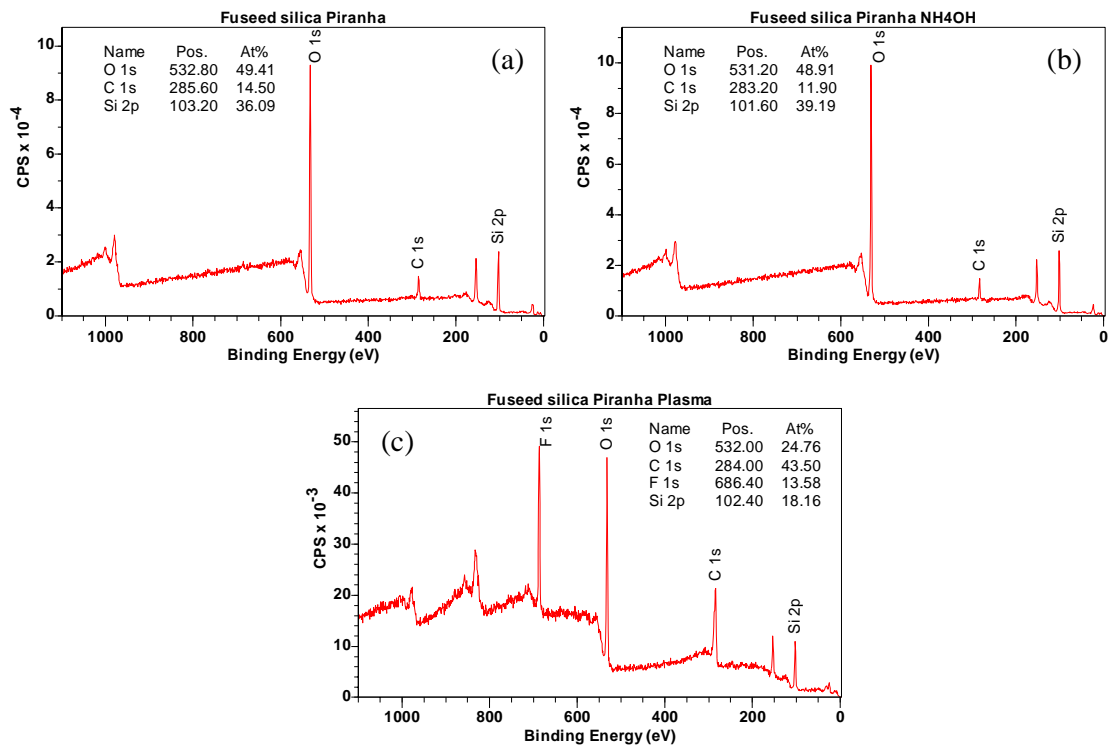 Fuseed silica Piranha
(a)
Name Pos. At%
O 1s 532.80 49.41
C 1s 285.60 14.50
Si 2p 103.20 36.09
O 1s
C 1s
Si 2p
CPS x 10-4
10
8
6
4
2
0
1000 800 600 400 200 0
Binding Energy (eV)
Fuseed silica Piranha NH4OH
(b)
Name Pos. At%
O 1s 531.20 48.91
C 1s 283.20 11.90
Si 2p 101.60 39.19
O 1s
C 1s
Si 2p
CPS x 10-4
10
8
6
4
2
0
1000 800 600 400 200 0
Binding Energy (eV)
Fuseed silica Piranha Plasma
(c)
Name Pos. At%
O 1s 532.00 24.76
C 1s 284.00 43.50
F 1s 686.40 13.58
Si 2p 102.40 18.16
F 1s
O 1s
C 1s
Si 2p
CPS x 10-3
50
40
30
20
10
0
1000 800 600 400 200 0
Binding Energy (eV)